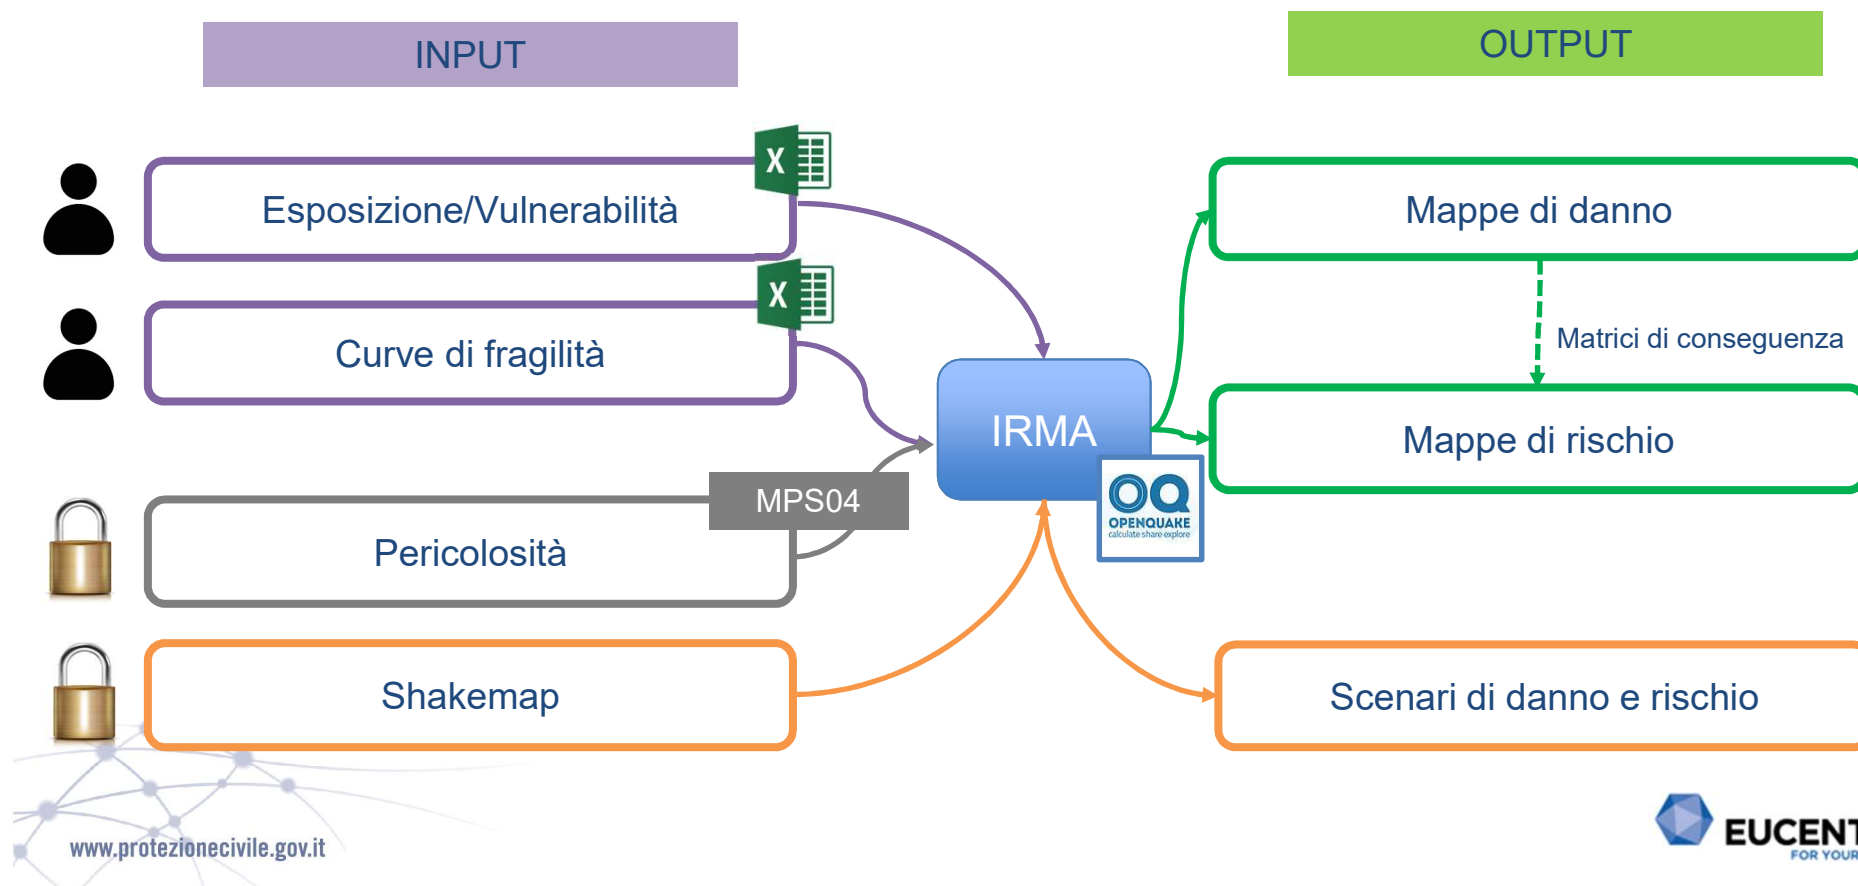 INPUT
OUTPUT
X
Esposizione/Vulnerabilità
Mappe di danno
X
Curve di fragilità
Matrici di conseguenza
IRMA
Mappe di rischio
MPS04
OQ
OPENQUAKE
calculate share explore
Pericolosità
Shakemap
Scenari di danno e rischio
www.protezionecivile.gov.it
EUCENT
FOR YOUR